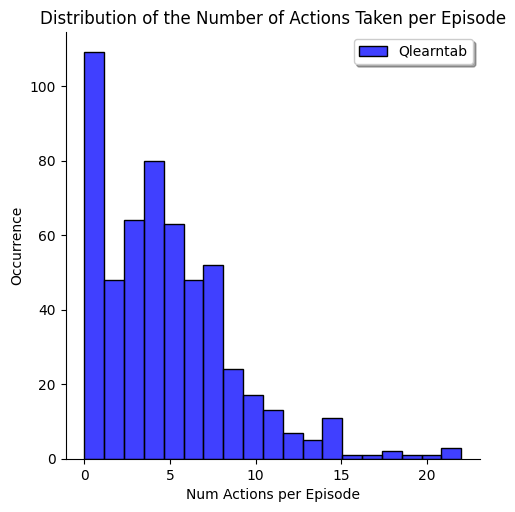 Distribution of the Number of Actions Taken per Episode
Qlearntab
100
80
60
40
20
0
Occurrence
0 5 10 15 20
Num Actions per Episode